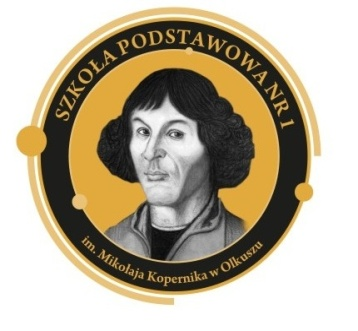 SZKOŁA PODSTAWOWA NR 1
im. Mikołaja Kopernika w Olkuszu